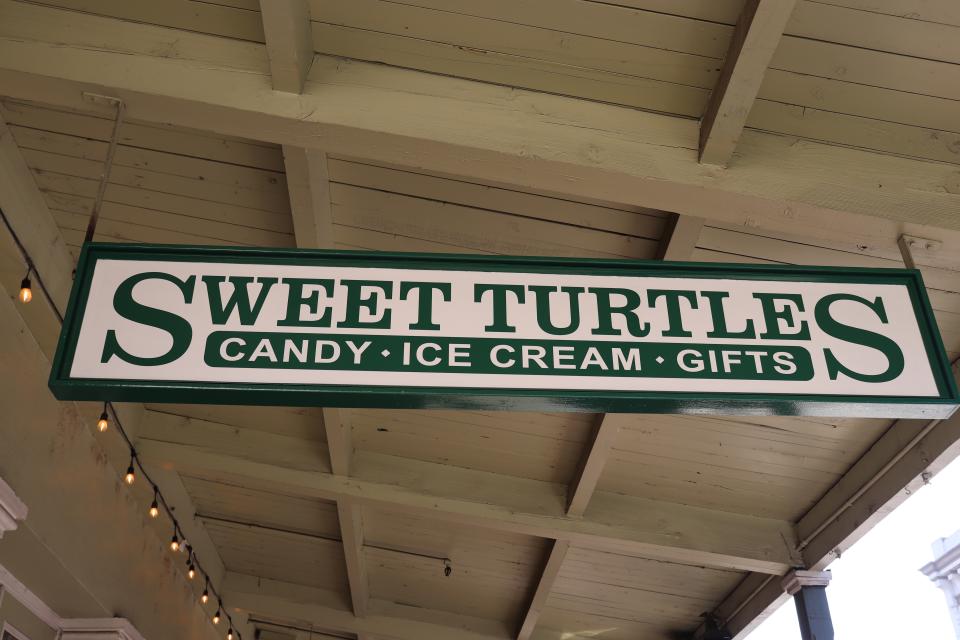 SWEET TURTLES
CANDY · ICE CREAM · GIFTS